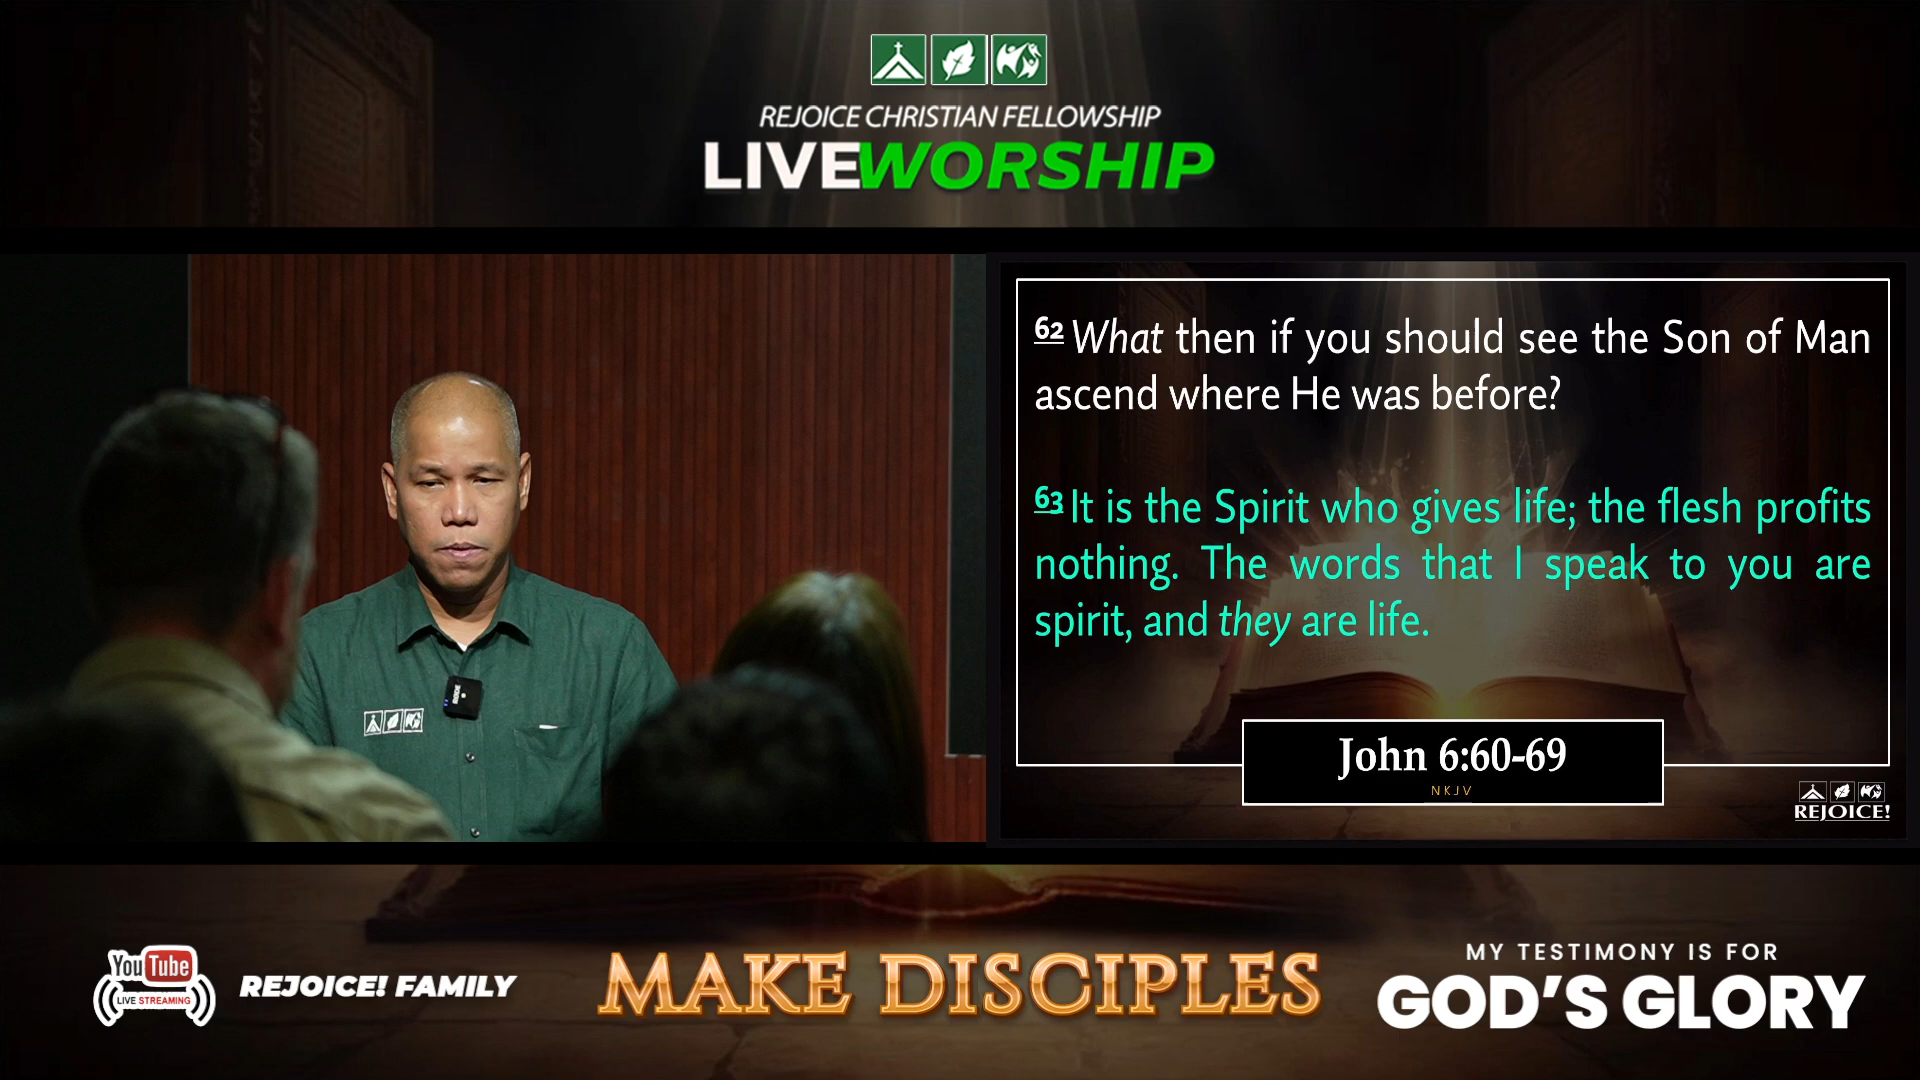 REJOICE CHRISTIAN FELLOWSHIP
LIVEWORSHIP
62 What then if you should see the Son of Man
ascend where He was before?
63 It is the Spirit who gives life; the flesh profits
nothing. The words that I speak to you are
spirit, and they are life.
John 6:60-69
NKJV
REJOICE!
YouTube
LIVE STREAMING
REJOICE! FAMILY
MAKE DISCIPLES
MY TESTIMONY IS FOR
GOD'S GLORY